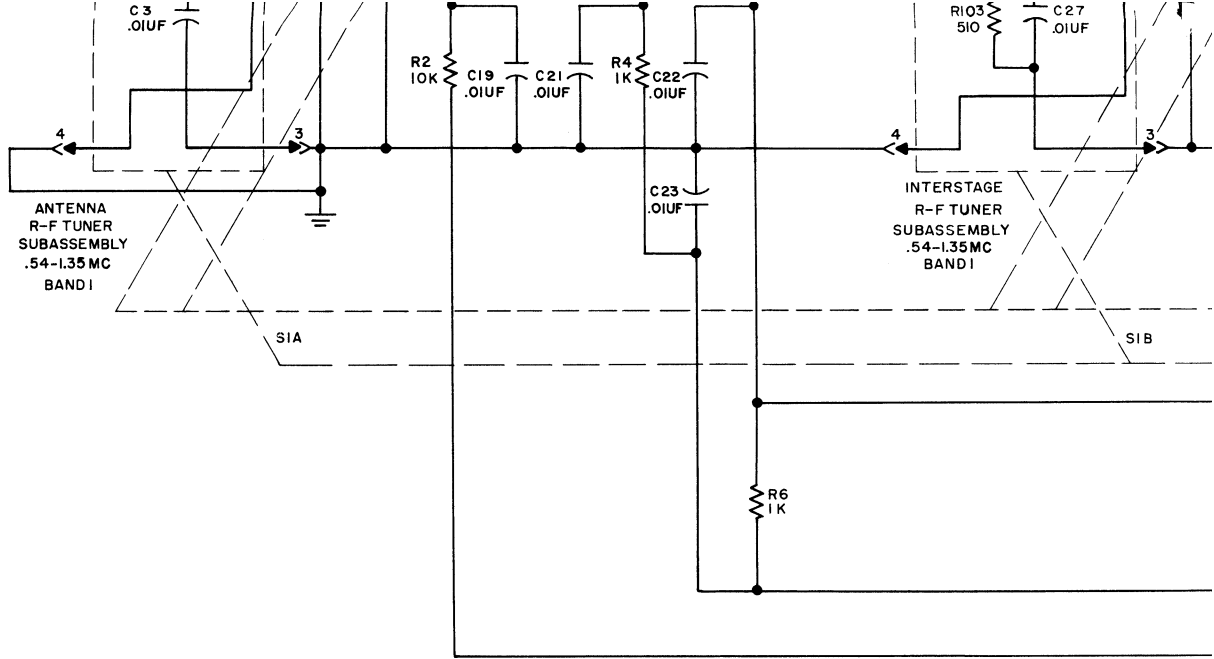 C3
.01UF
R2
10K
C19
.01UF
C21
.01UF
R4
1K
C22
.01UF
R103
510
C27
.01UF
4
3
4
3
C23
.01UF
ANTENNA
R-F TUNER
SUBASSEMBLY
.54-1.35 MC
BAND I
INTERSTAGE
R-F TUNER
SUBASSEMBLY
.54-1.35MC
BAND I
S1A
S1B
R6
1K